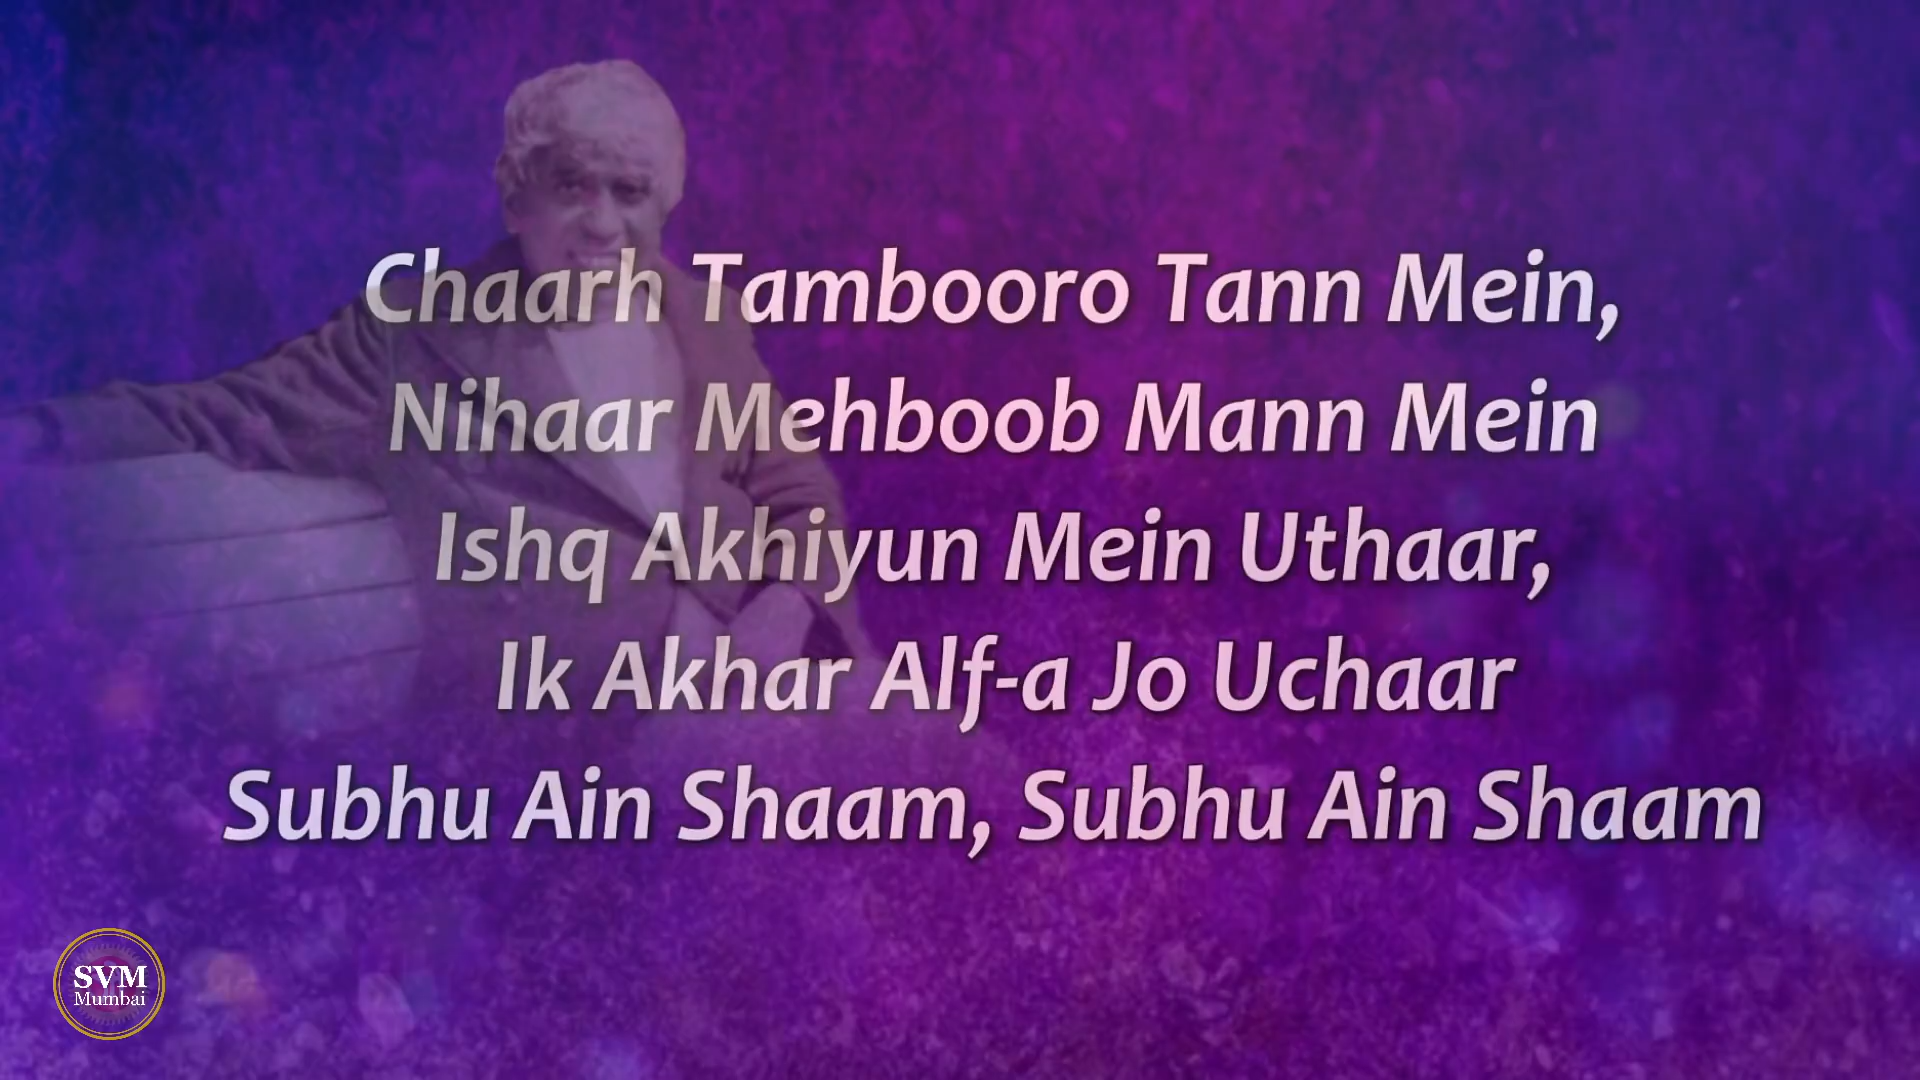 Chaarh Tambooro Tann Mein,
Nihaar Mehboob Mann Mein
Ishq Akhiyun Mein Uthaar,
Ik Akhar Alf-a Jo Uchaar
Subhu Ain Shaam, Subhu Ain Shaam
SVM
Mumbai